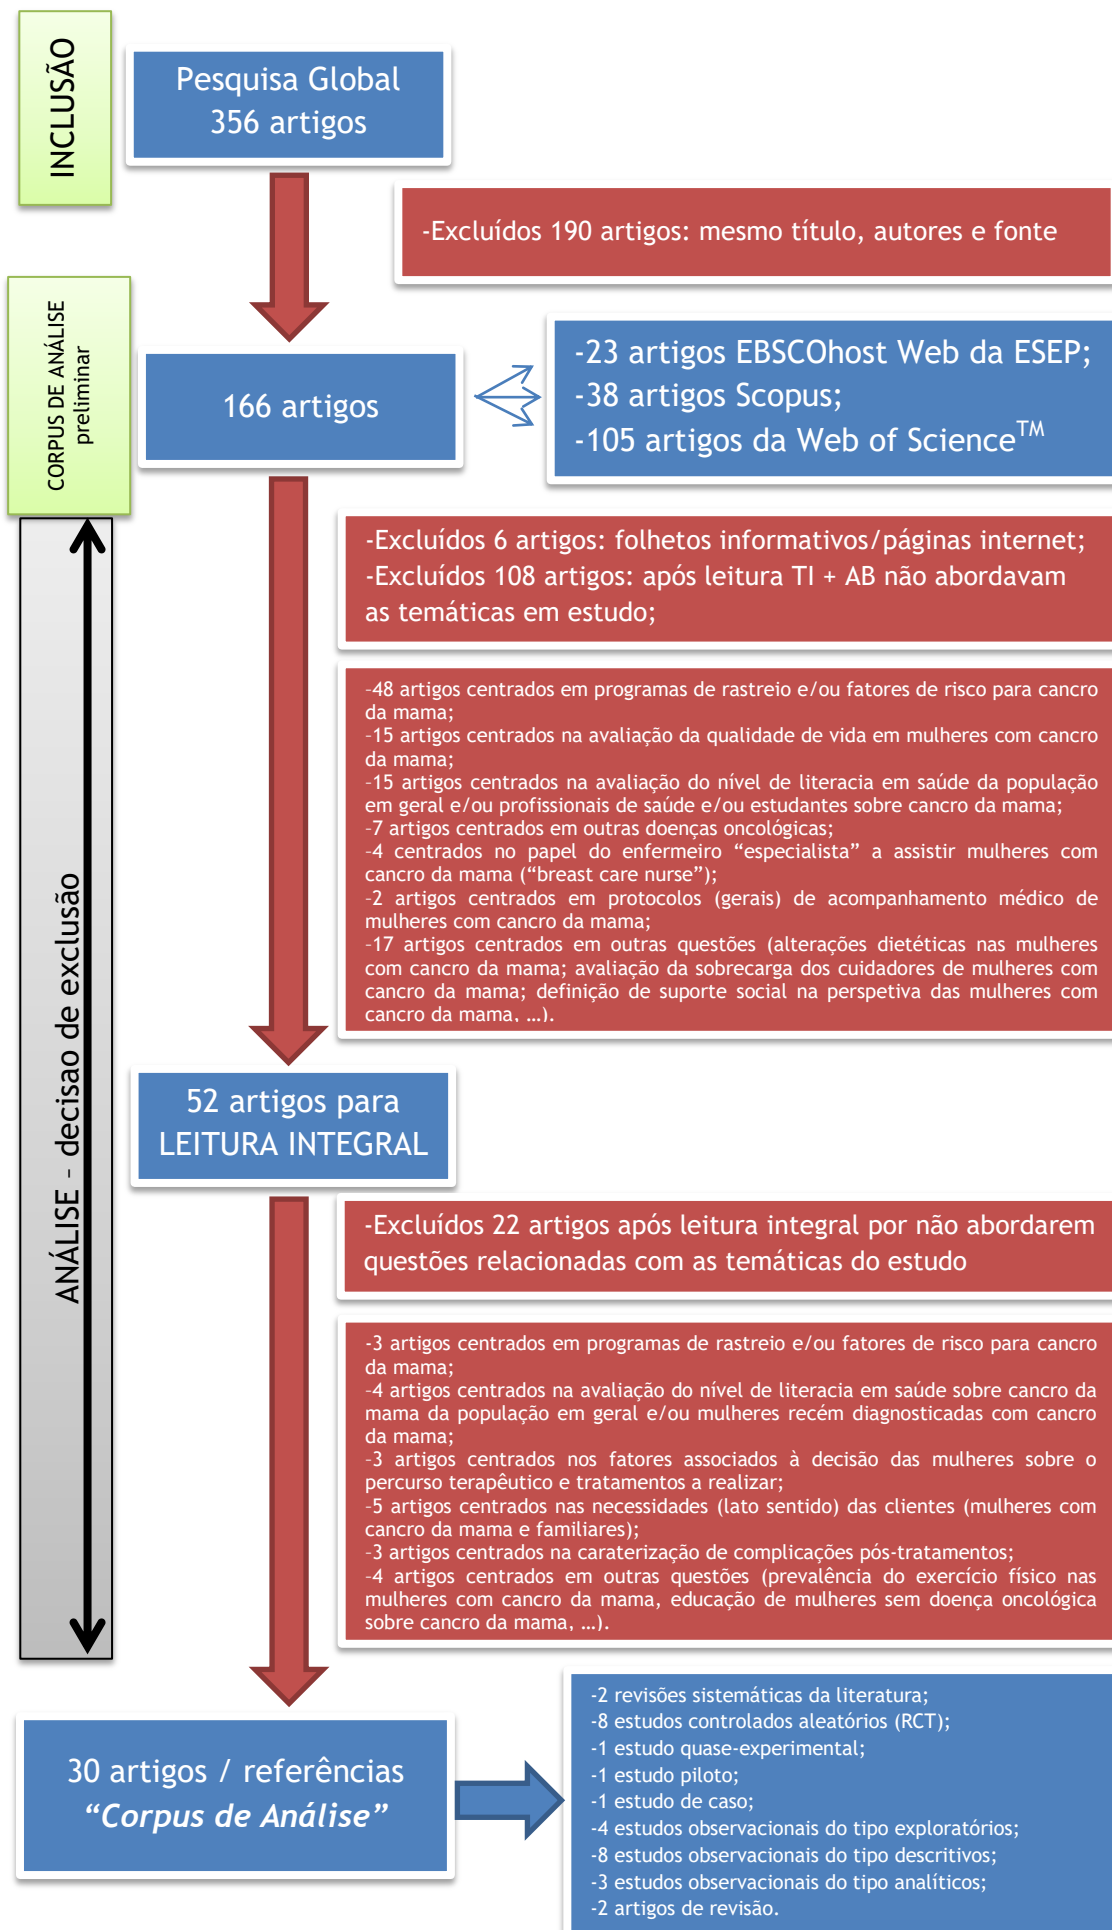 INCLUSÃO
Pesquisa Global
356 artigos
-Excluídos 190 artigos: mesmo título, autores e fonte
CORPUS DE ANÁLISE
preliminar
166 artigos
-23 artigos EBSCOhost Web da ESEP;
-38 artigos Scopus;
-105 artigos da Web of Science™
ANÁLISE – decisao de exclusão
-Excluídos 6 artigos: folhetos informativos/páginas internet;
-Excluídos 108 artigos: após leitura TI + AB não abordavam
as temáticas em estudo;
-48 artigos centrados em programas de rastreio e/ou fatores de risco para cancro
da mama;
-15 artigos centrados na avaliação da qualidade de vida em mulheres com cancro
da mama;
-15 artigos centrados na avaliação do nível de literacia em saúde da população
em geral e/ou profissionais de saúde e/ou estudantes sobre cancro da mama;
-7 artigos centrados em outras doenças oncológicas;
-4 centrados no papel do enfermeiro “especialista” a assistir mulheres com
cancro da mama (“breast care nurse”);
-2 artigos centrados em protocolos (gerais) de acompanhamento médico de
mulheres com cancro da mama;
-17 artigos centrados em outras questões (alterações dietéticas nas mulheres
com cancro da mama; avaliação da sobrecarga dos cuidadores de mulheres com
cancro da mama; definição de suporte social na perspetiva das mulheres com
cancro da mama, …).
52 artigos para
LEITURA INTEGRAL
-Excluídos 22 artigos após leitura integral por não abordarem
questões relacionadas com as temáticas do estudo
-3 artigos centrados em programas de rastreio e/ou fatores de risco para cancro
da mama;
-4 artigos centrados na avaliação do nível de literacia em saúde sobre cancro da
mama da população em geral e/ou mulheres recém diagnosticadas com cancro
da mama;
-3 artigos centrados nos fatores associados à decisão das mulheres sobre o
percurso terapêutico e tratamentos a realizar;
-5 artigos centrados nas necessidades (lato sentido) das clientes (mulheres com
cancro da mama e familiares);
-3 artigos centrados na caraterização de complicações pós-tratamentos;
-4 artigos centrados em outras questões (prevalência do exercício físico nas
mulheres com cancro da mama, educação de mulheres sem doença oncológica
sobre cancro da mama, …).
30 artigos / referências
“Corpus de Análise”
-2 revisões sistemáticas da literatura;
-8 estudos controlados aleatórios (RCT);
-1 estudo quase-experimental;
-1 estudo piloto;
-1 estudo de caso;
-4 estudos observacionais do tipo exploratórios;
-8 estudos observacionais do tipo descritivos;
-3 estudos observacionais do tipo analíticos;
-2 artigos de revisão.